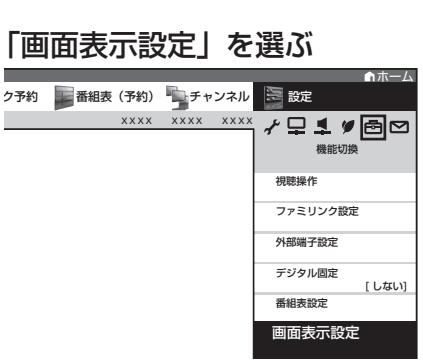 「画面表示設定」を選ぶ
ホーム
ク予約 番組表（予約） チャンネル 設定
xxxx xxxx xxxx
機能切換
視聴操作
ファミリンク設定
外部端子設定
デジタル固定
[しない]
番組表設定
画面表示設定